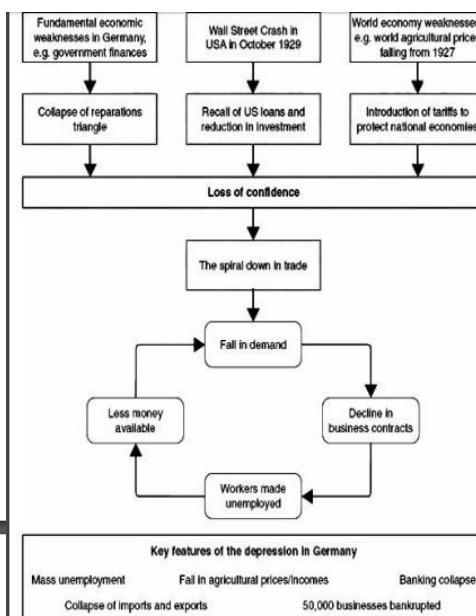 Fundamental economic
weaknesses in Germany,
e.g. government finances
Wall Street Crash in
USA in October 1929
World economy weaknesses
e.g. world agricultural price
falling from 1927
Collapse of reparations
triangle
Recall of US loans and
reduction in investment
Introduction of tariffs to
protect national economies
Loss of confidence
The spiral down in trade
Fall in demand
Less money
available
Decline in
business contracts
Workers made
unemployed
Key features of the depression in Germany
Mass unemployment Fall in agricultural prices/incomes Banking collapse
Collapse of imports and exports 50,000 businesses bankrupted